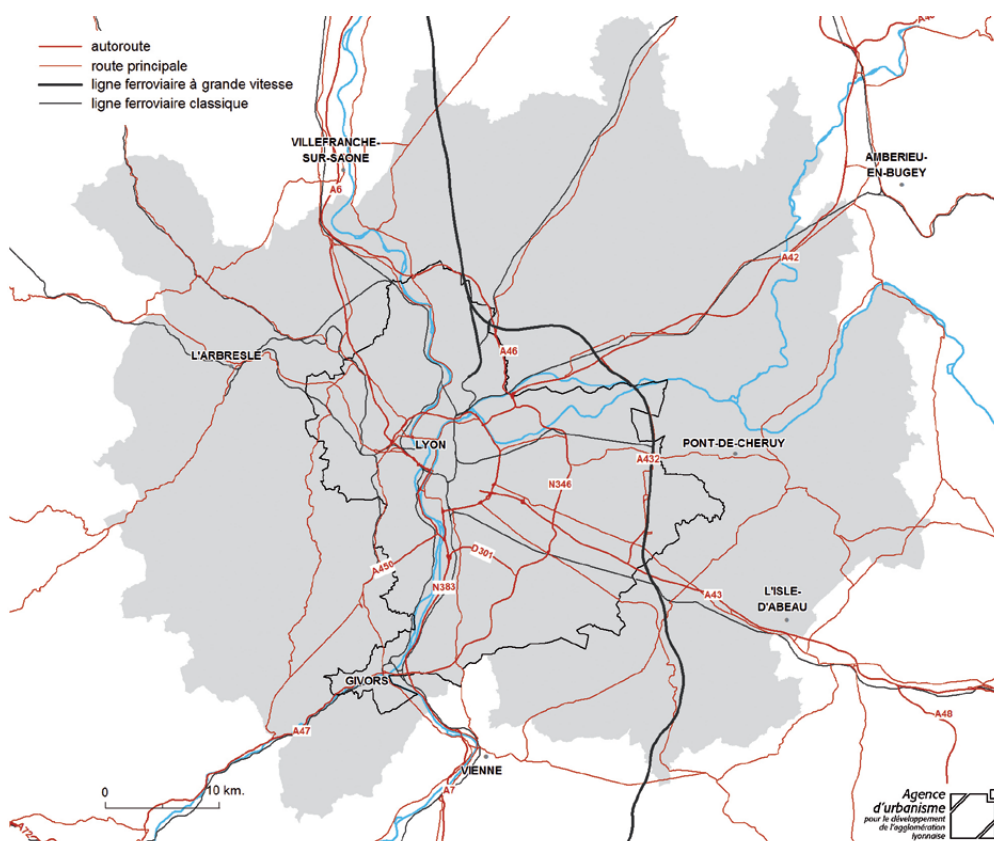 autoroute
route principale
ligne ferroviaire à grande vitesse
ligne ferroviaire classique
VILLEFRANCHE-
SUR-SAONE
A6
AMBERIEU-
EN-BUGEY
A42
L'ARBRESLE
A46
LYON
PONT-DE-CHERUY
A432
N346
D301
A450
N383
A43
L'ISLE-
D'ABEAU
GIVORS
A47
A48
VIENNE
A7
0
10 km.
Agence
d'urbanisme
pour le développement
de l'agglomération
lyonnaise